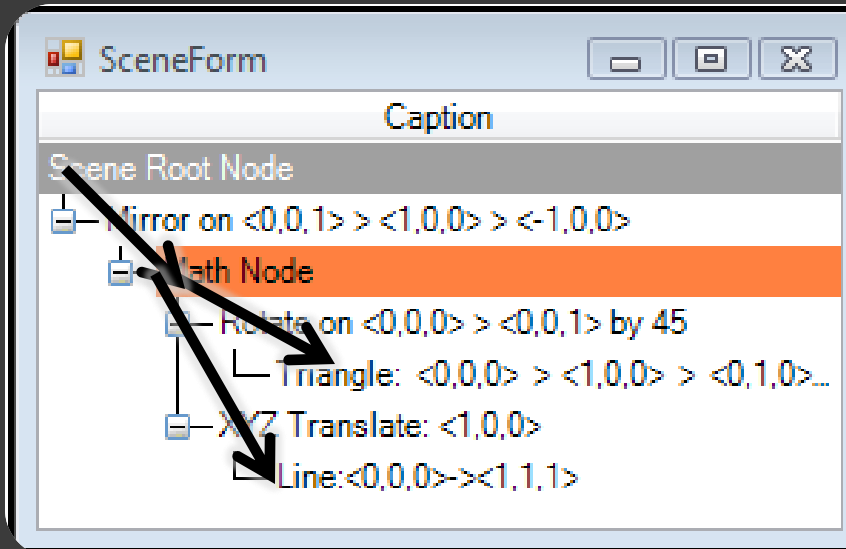 SceneForm
Caption
Scene Root Node
Mirror on <0,0,1> > <1,0,0> > <-1,0,0>
Math Node
Rotate on <0,0,0> > <0,0,1> by 45
Triangle: <0,0,0> > <1,0,0> > <0,1,0>...
XYZ Translate: <1,0,0>
Line:<0,0,0>-><1,1,1>